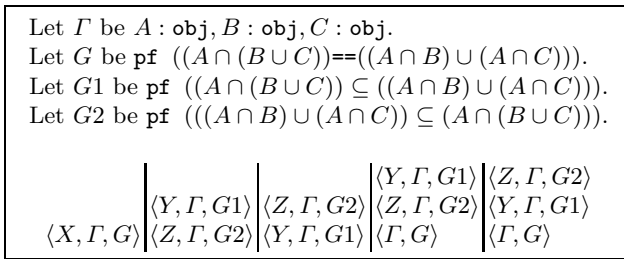 Let Γ be A : obj, B : obj, C : obj.
Let G be pf ((A ∩ (B ∪ C))==((A ∩ B) ∪ (A ∩ C))).
Let G1 be pf ((A ∩ (B ∪ C)) ⊆ ((A ∩ B) ∪ (A ∩ C))).
Let G2 be pf (((A ∩ B) ∪ (A ∩ C)) ⊆ (A ∩ (B ∪ C))).
⟨Y, Γ, G1⟩ ⟨Z, Γ, G2⟩
⟨Y, Γ, G1⟩ ⟨Z, Γ, G2⟩ ⟨Z, Γ, G2⟩ ⟨Y, Γ, G1⟩
⟨X, Γ, G⟩ ⟨Z, Γ, G2⟩ ⟨Y, Γ, G1⟩ ⟨Γ, G⟩ ⟨Γ, G⟩